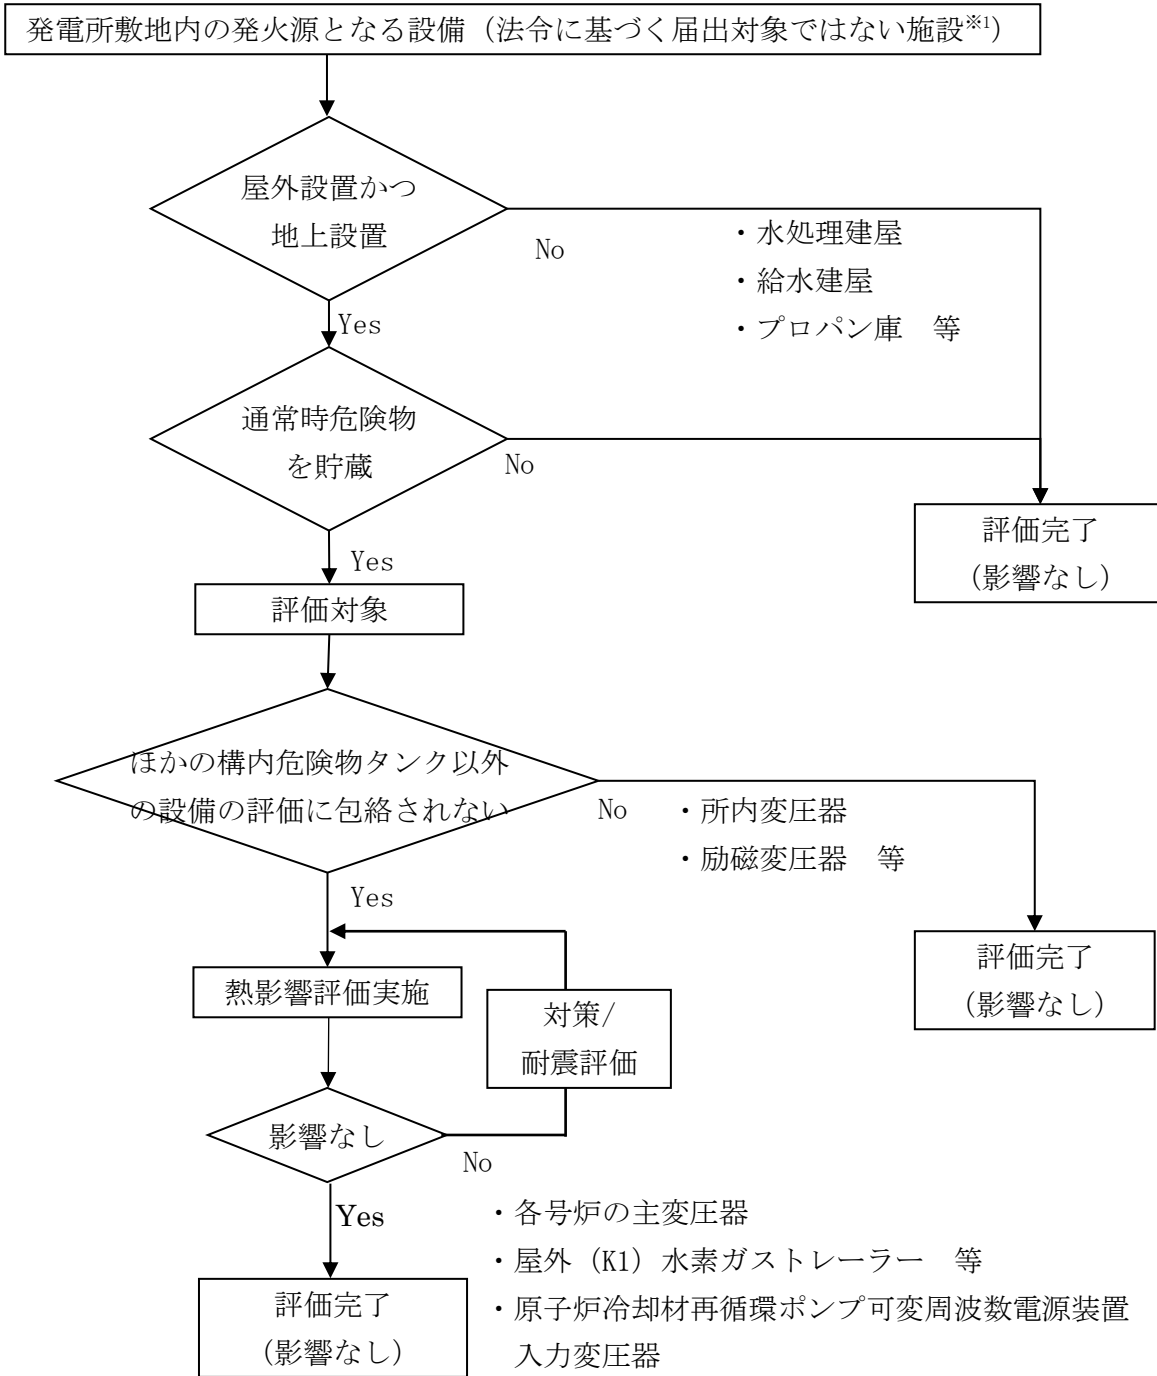 発電所敷地内の発火源となる設備（法令に基づく届出対象ではない施設※1）
屋外設置かつ
地上設置
No
・水処理建屋
・給水建屋
・プロパン庫　等
Yes
通常時危険物
を貯蔵
No
評価完了
（影響なし）
Yes
評価対象
ほかの構内危険物タンク以外
の設備の評価に包絡されない
No
・所内変圧器
・励磁変圧器　等
Yes
評価完了
（影響なし）
熱影響評価実施
対策/
耐震評価
影響なし
No
Yes
・各号炉の主変圧器
・屋外（K1）水素ガストレーラー　等
・原子炉冷却材再循環ポンプ可変周波数電源装置
入力変圧器
評価完了
（影響なし）